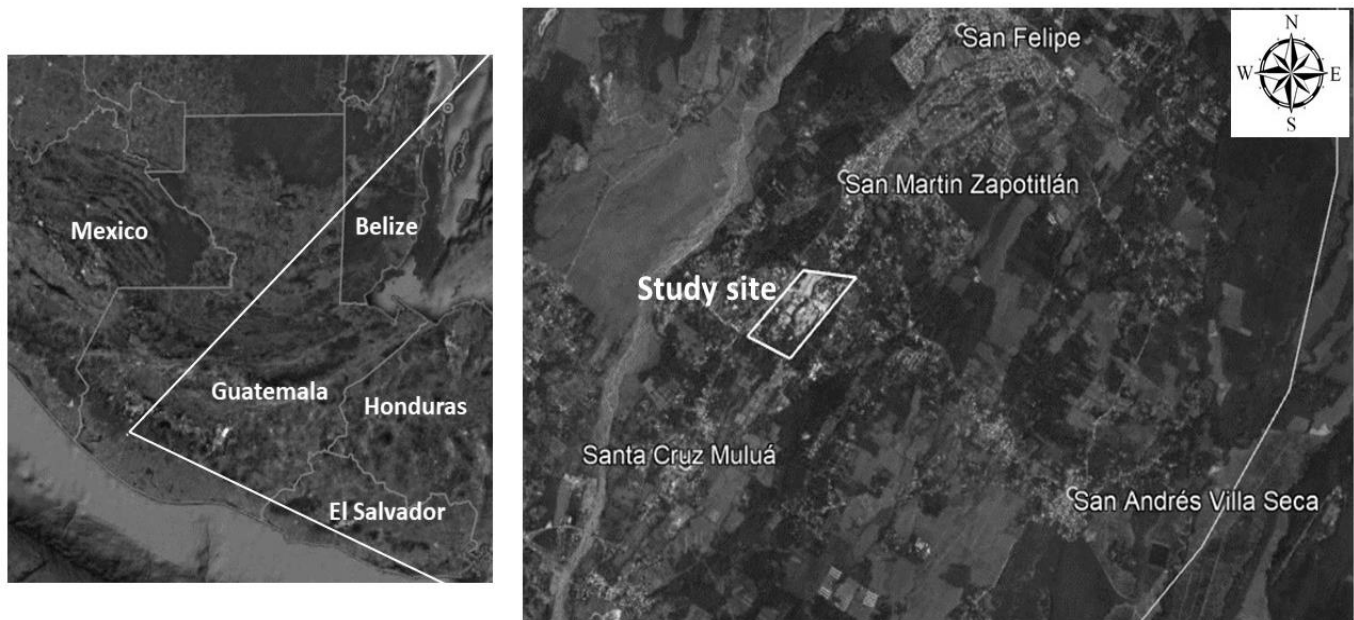 Mexico
Belize
Guatemala
Honduras
El Salvador
N
W
E
S
San Felipe
San Martin Zapotitlán
Study site
Santa Cruz Muluá
San Andrés Villa Seca